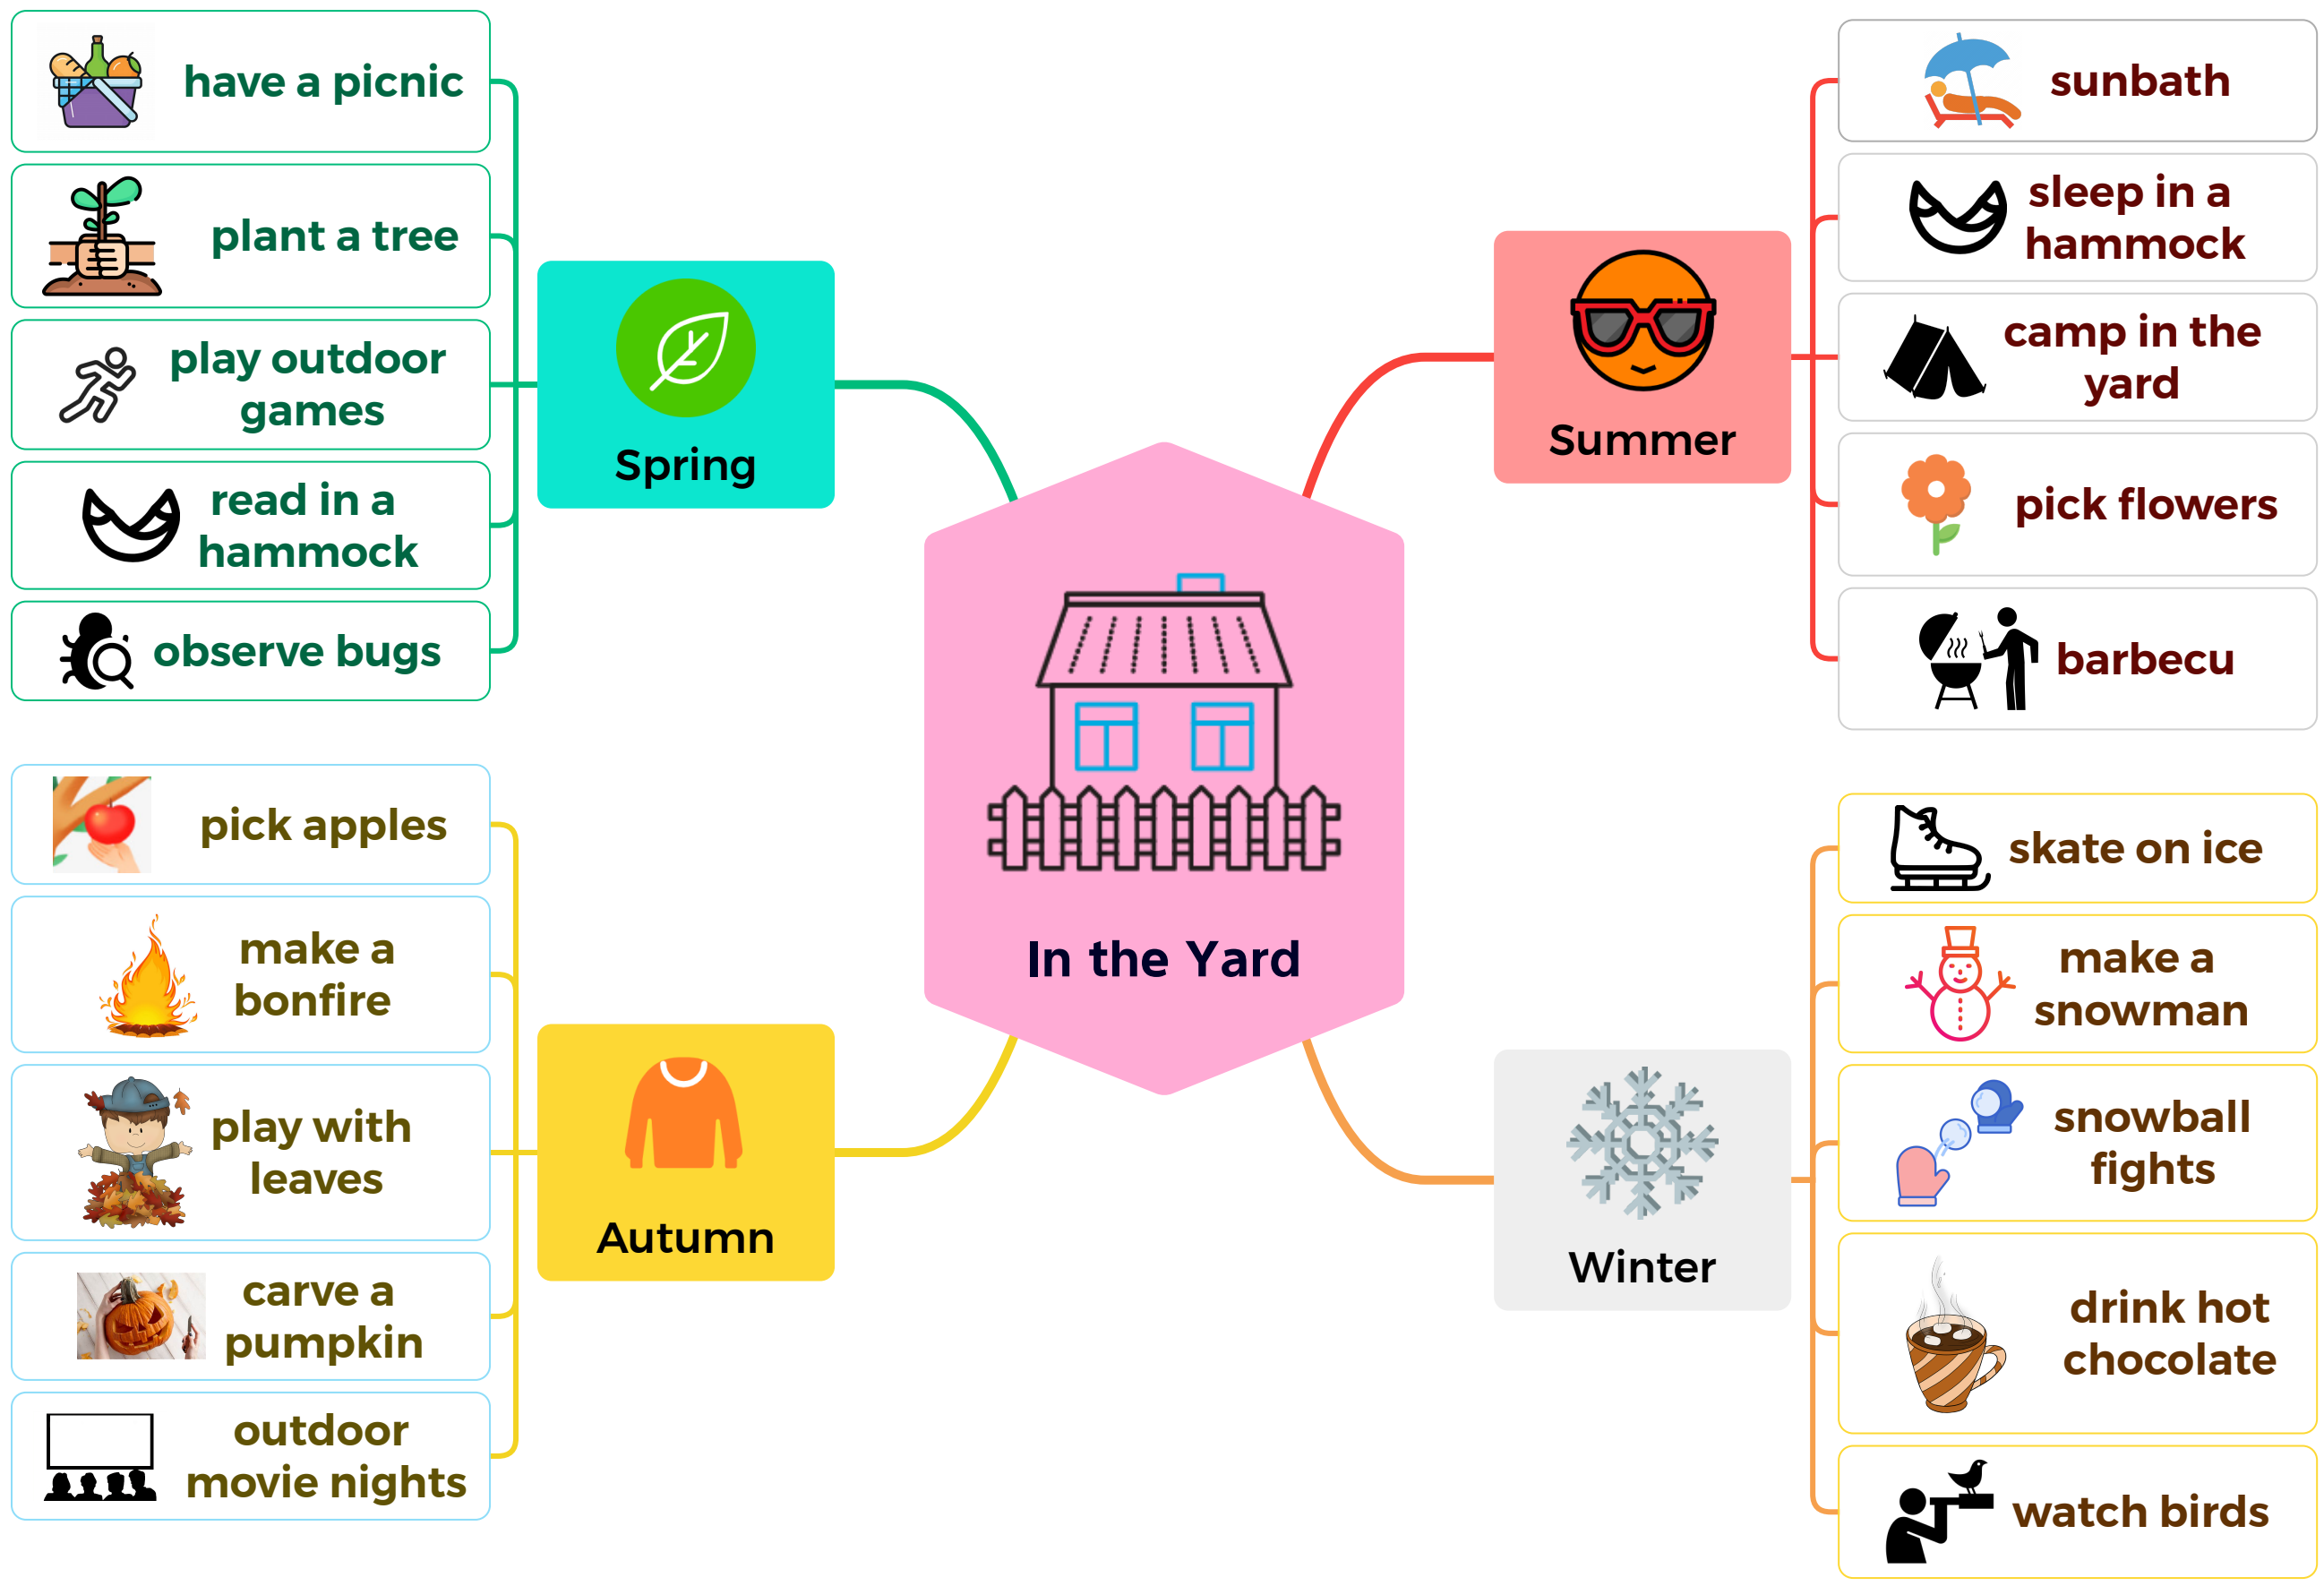 have a picnic
plant a tree
play outdoor
games
read in a
hammock
observe bugs
Spring
sunbath
sleep in a
hammock
camp in the
yard
pick flowers
barbecu
Summer
In the Yard
pick apples
make a
bonfire
play with
leaves
carve a
pumpkin
outdoor
movie nights
Autumn
skate on ice
make a
snowman
snowball
fights
drink hot
chocolate
watch birds
Winter